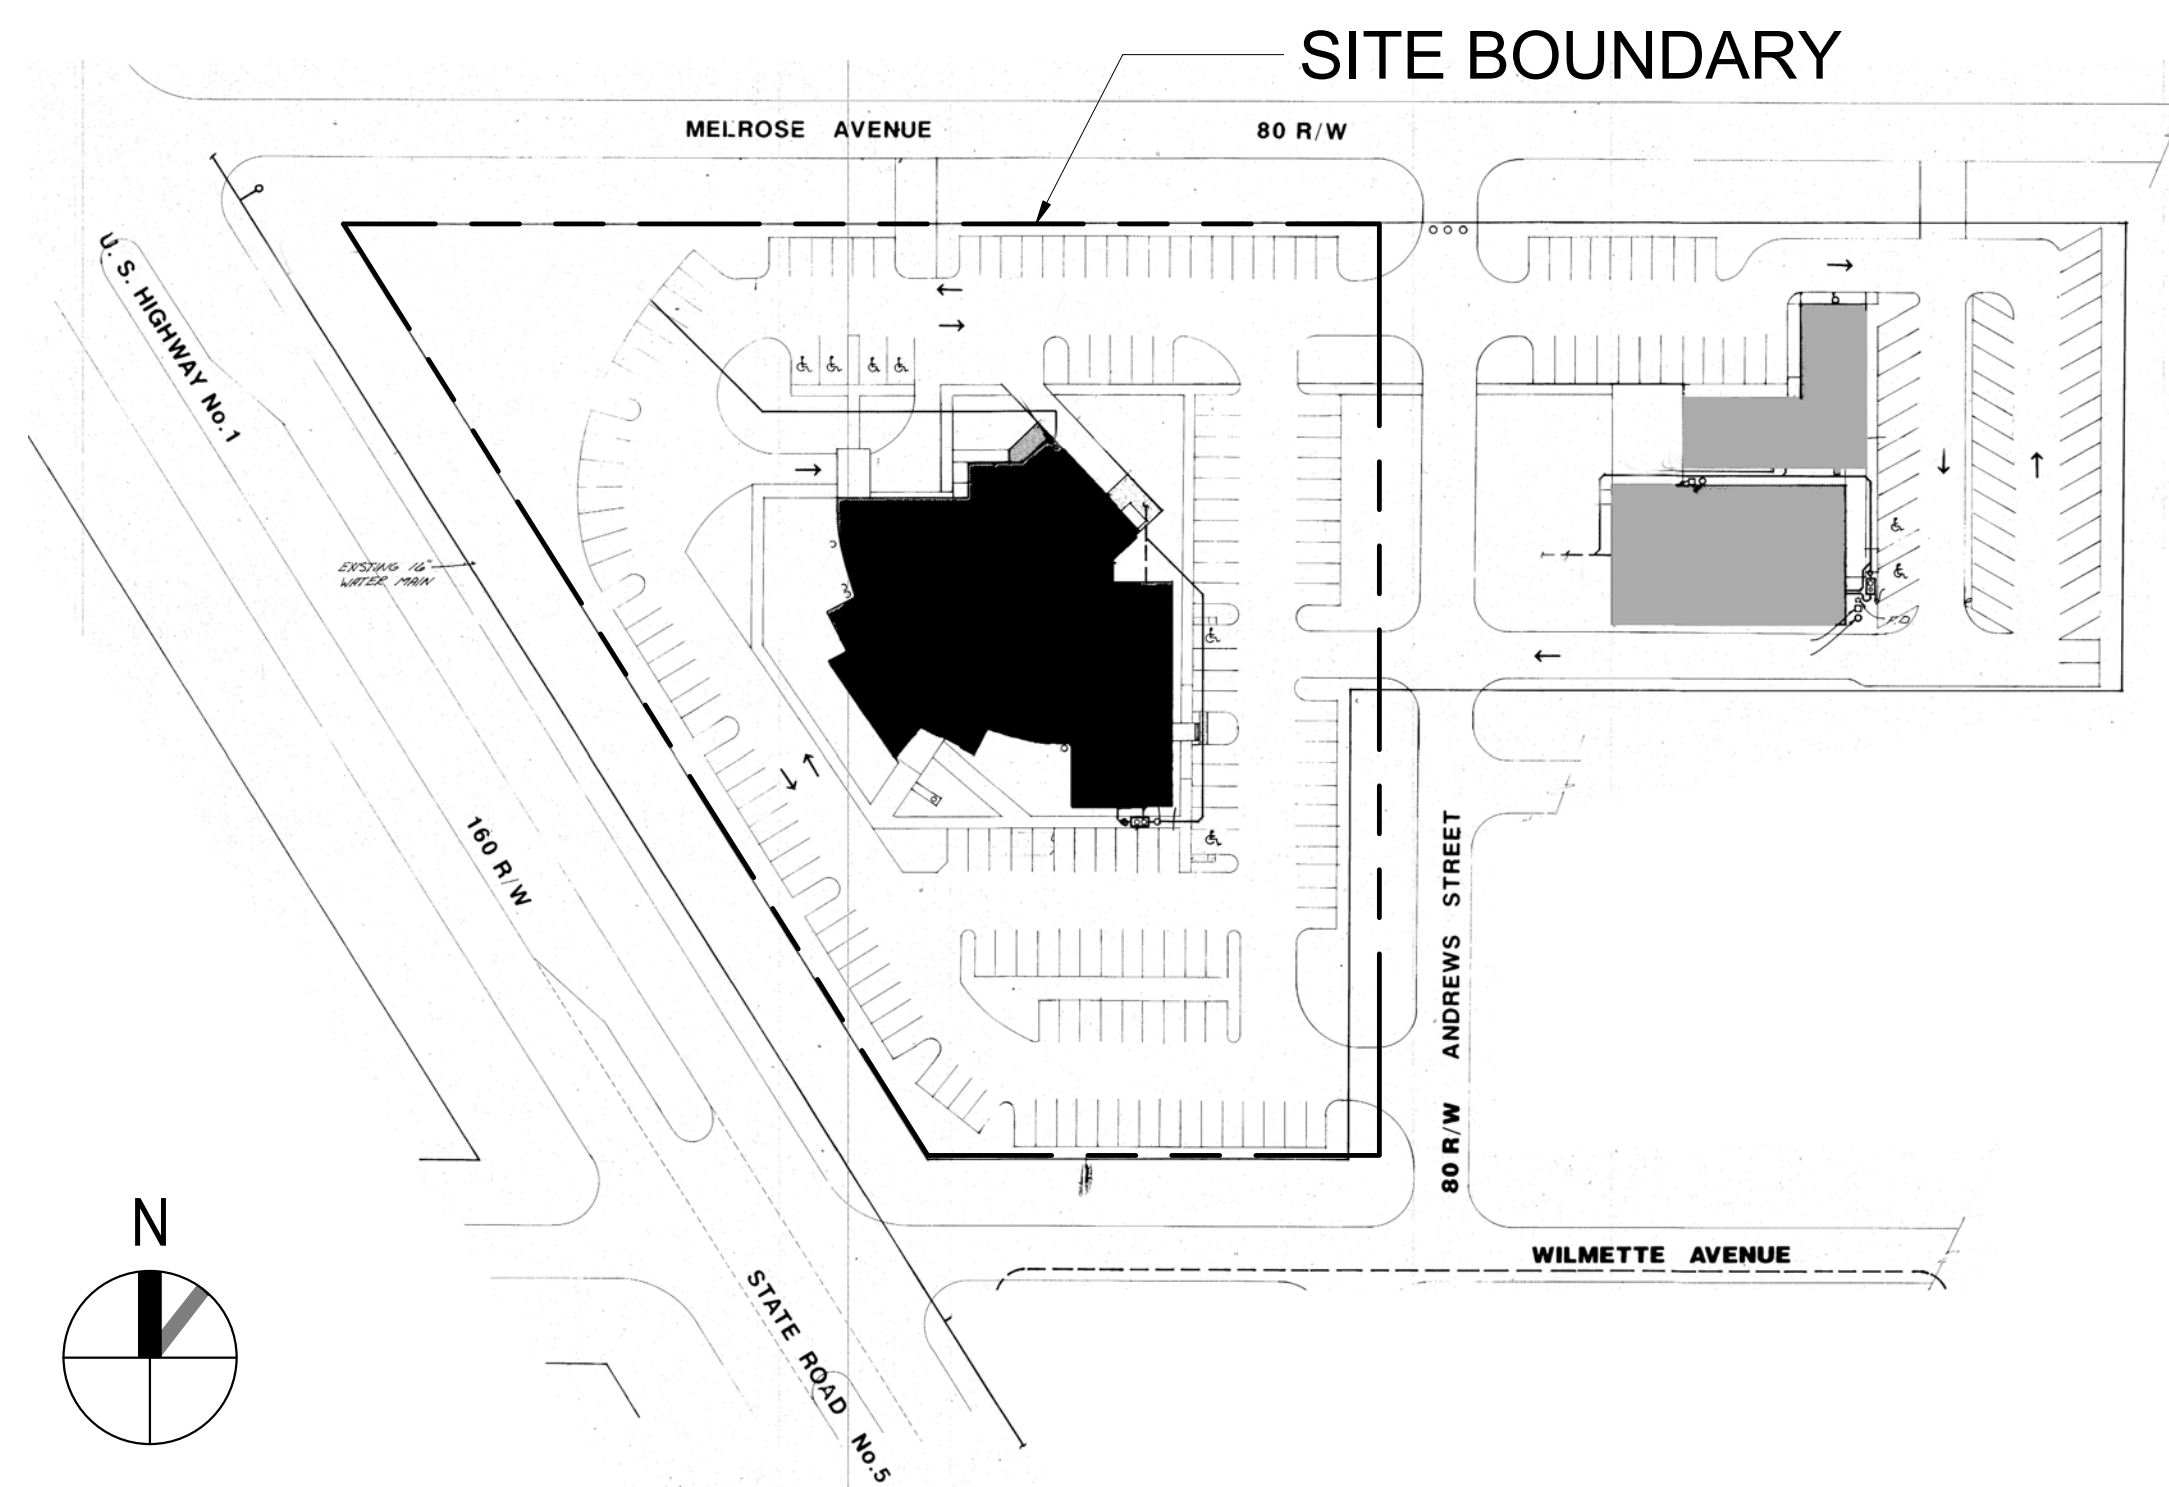 SITE BOUNDARY
MELROSE AVENUE
80 R/W
U. S. HIGHWAY No.1
EXISTING 16"
WATER MAIN
F.D.
160 R/W
80 R/W ANDREWS STREET
N
WILMETTE AVENUE
STATE ROAD No.5